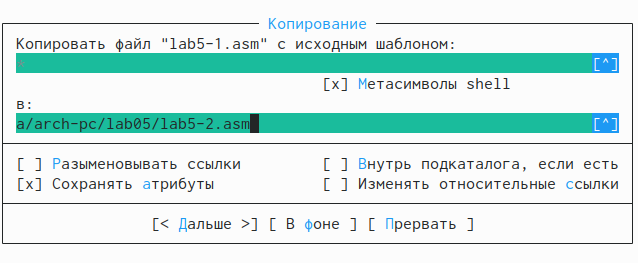 Копирование
Копировать файл "lab5-1.asm" с исходным шаблоном:
* [^]
[x] Метасимволы shell
в:
a/arch-pc/lab05/lab5-2.asm [^]
[ ] Разыменовывать ссылки [ ] Внутрь подкаталога, если есть
[x] Сохранять атрибуты [ ] Изменять относительные ссылки
[< Дальше >] [ В фоне ] [ Прервать ]